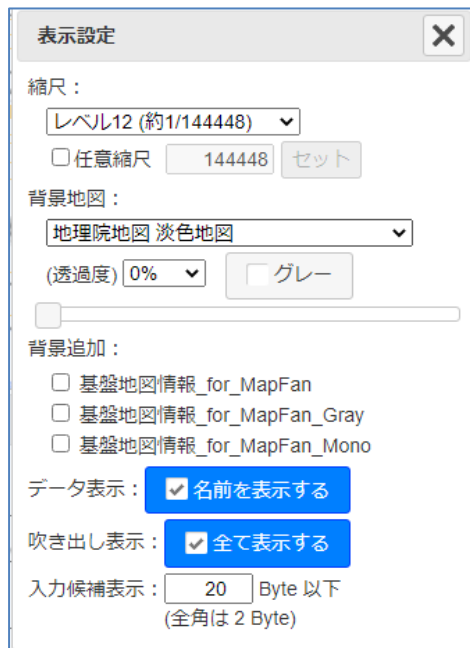 表示設定
縮尺：
レベル12 (約1/144448)
任意縮尺 144448 セット
背景地図：
地理院地図 淡色地図
(透過度) 0% グレー
背景追加：
基盤地図情報_for_MapFan
基盤地図情報_for_MapFan_Gray
基盤地図情報_for_MapFan_Mono
データ表示： 名前を表示する
吹き出し表示： 全て表示する
入力候補表示： 20 Byte 以下
(全角は 2 Byte)